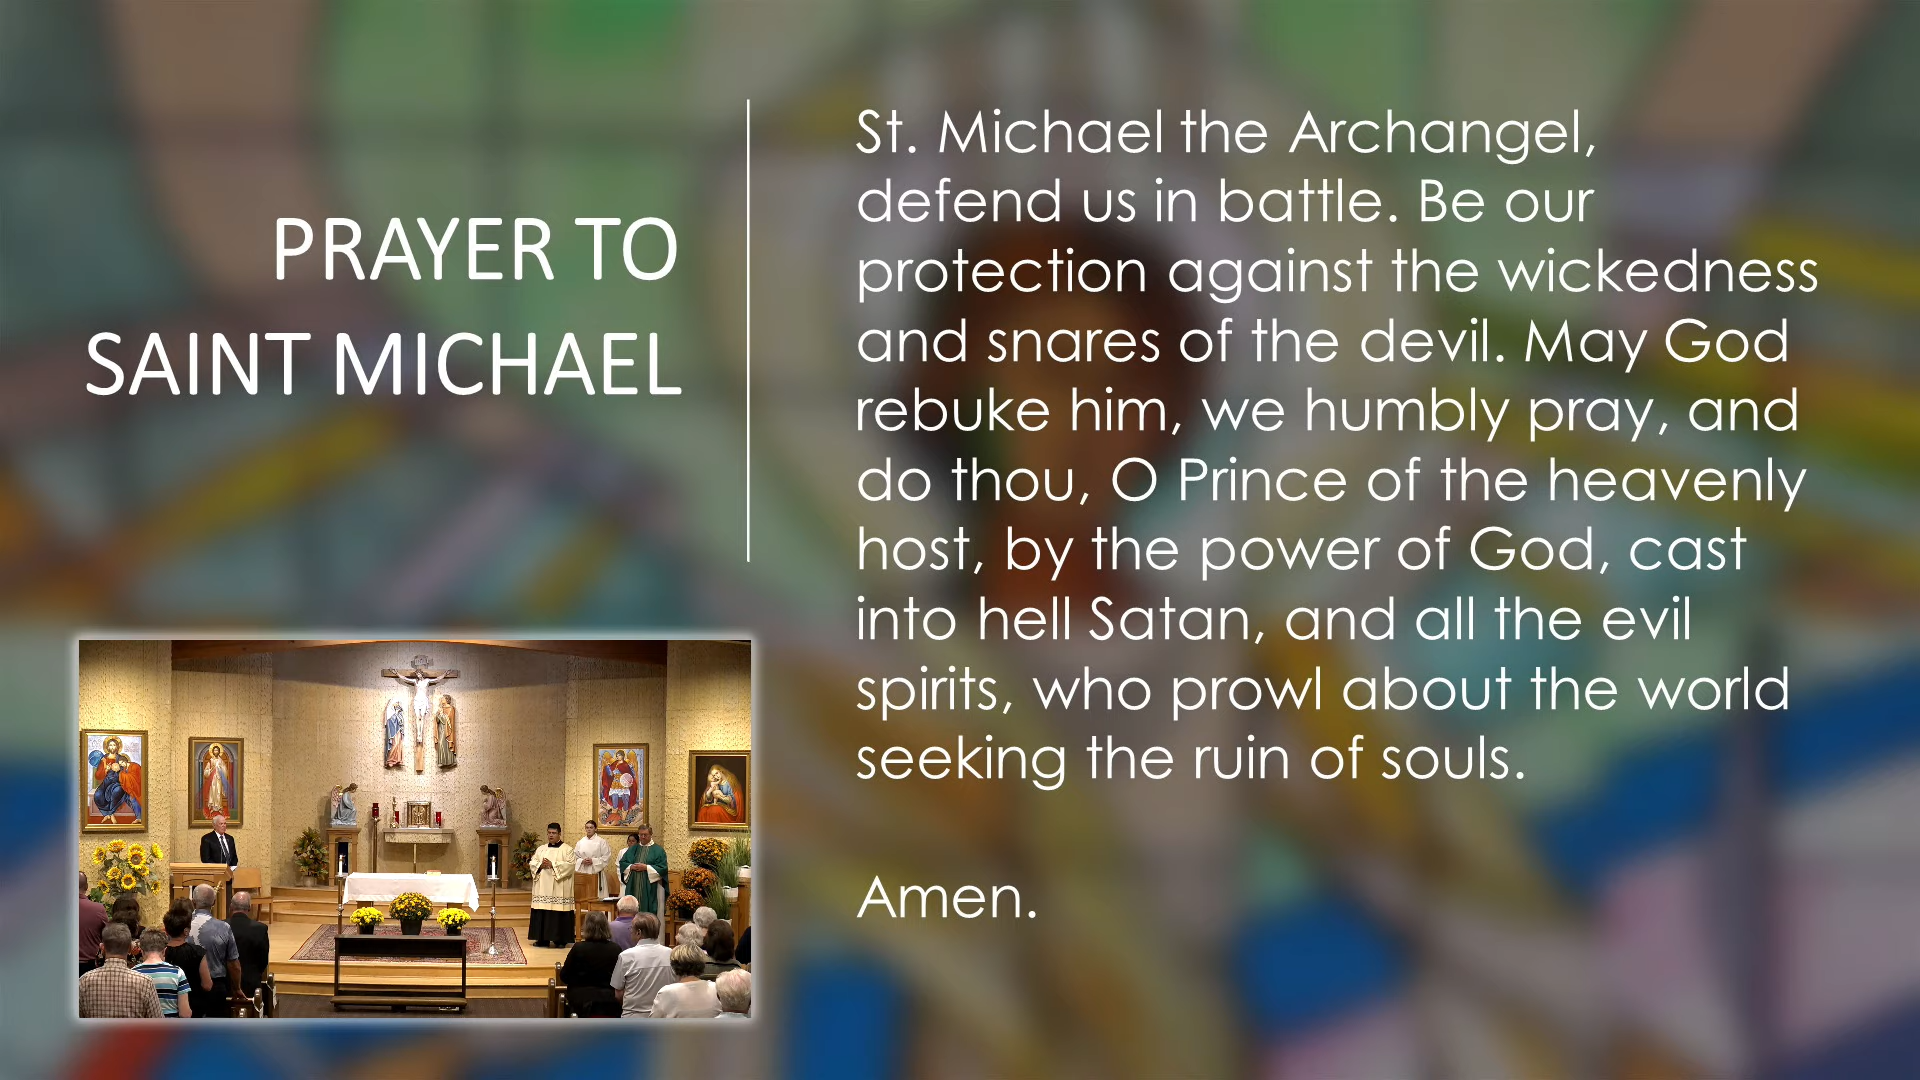 PRAYER TO
SAINT MICHAEL
St. Michael the Archangel,
defend us in battle. Be our
protection against the wickedness
and snares of the devil. May God
rebuke him, we humbly pray, and
do thou, O Prince of the heavenly
host, by the power of God, cast
into hell Satan, and all the evil
spirits, who prowl about the world
seeking the ruin of souls.
Amen.